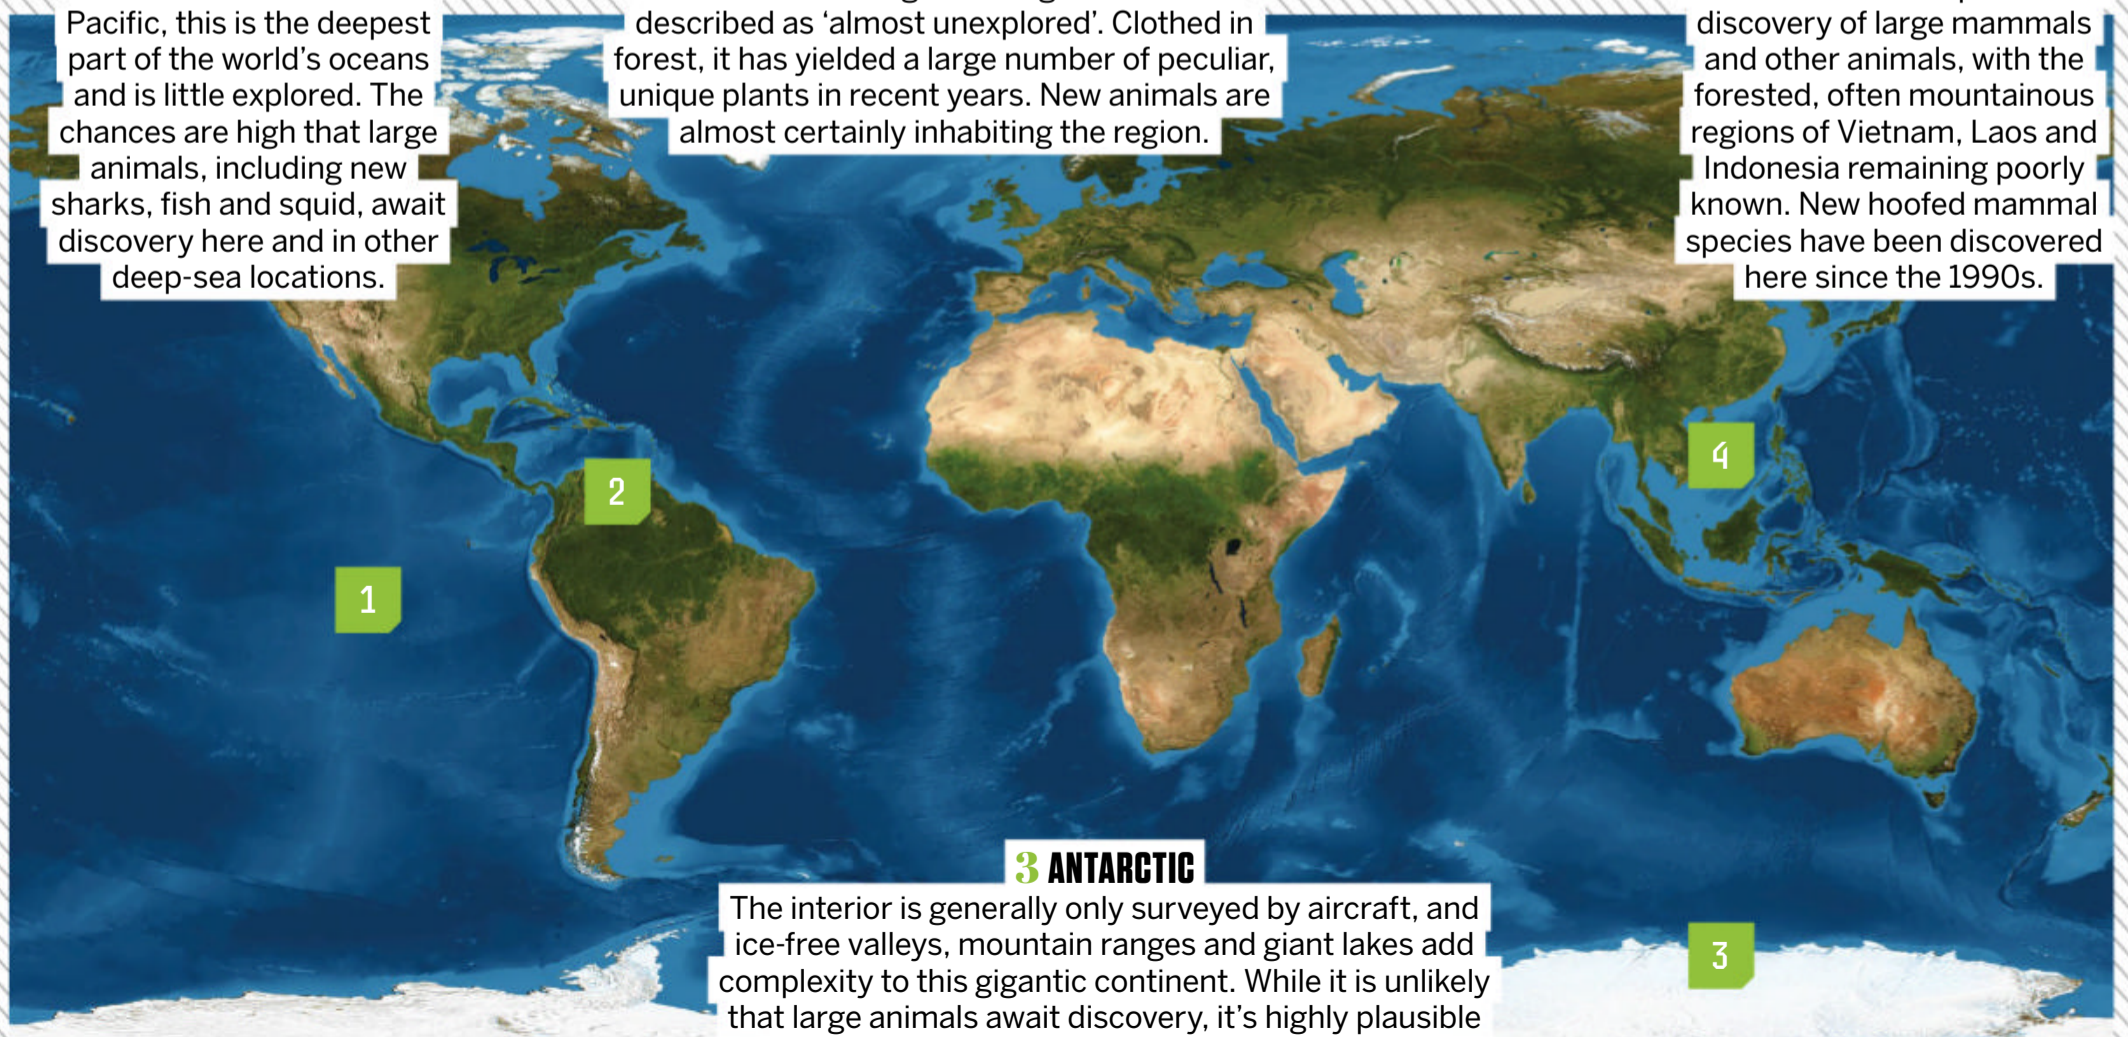 Pacific, this is the deepest
part of the world's oceans
and is little explored. The
chances are high that large
animals, including new
sharks, fish and squid, await
discovery here and in other
deep-sea locations.
described as ‘almost unexplored’. Clothed in
forest, it has yielded a large number of peculiar,
unique plants in recent years. New animals are
almost certainly inhabiting the region.
discovery of large mammals
and other animals, with the
forested, often mountainous
regions of Vietnam, Laos and
Indonesia remaining poorly
known. New hoofed mammal
species have been discovered
here since the 1990s.
4
2
1
3 ANTARCTIC
The interior is generally only surveyed by aircraft, and
ice-free valleys, mountain ranges and giant lakes add
complexity to this gigantic continent. While it is unlikely
that large animals await discovery, it's highly plausible
3